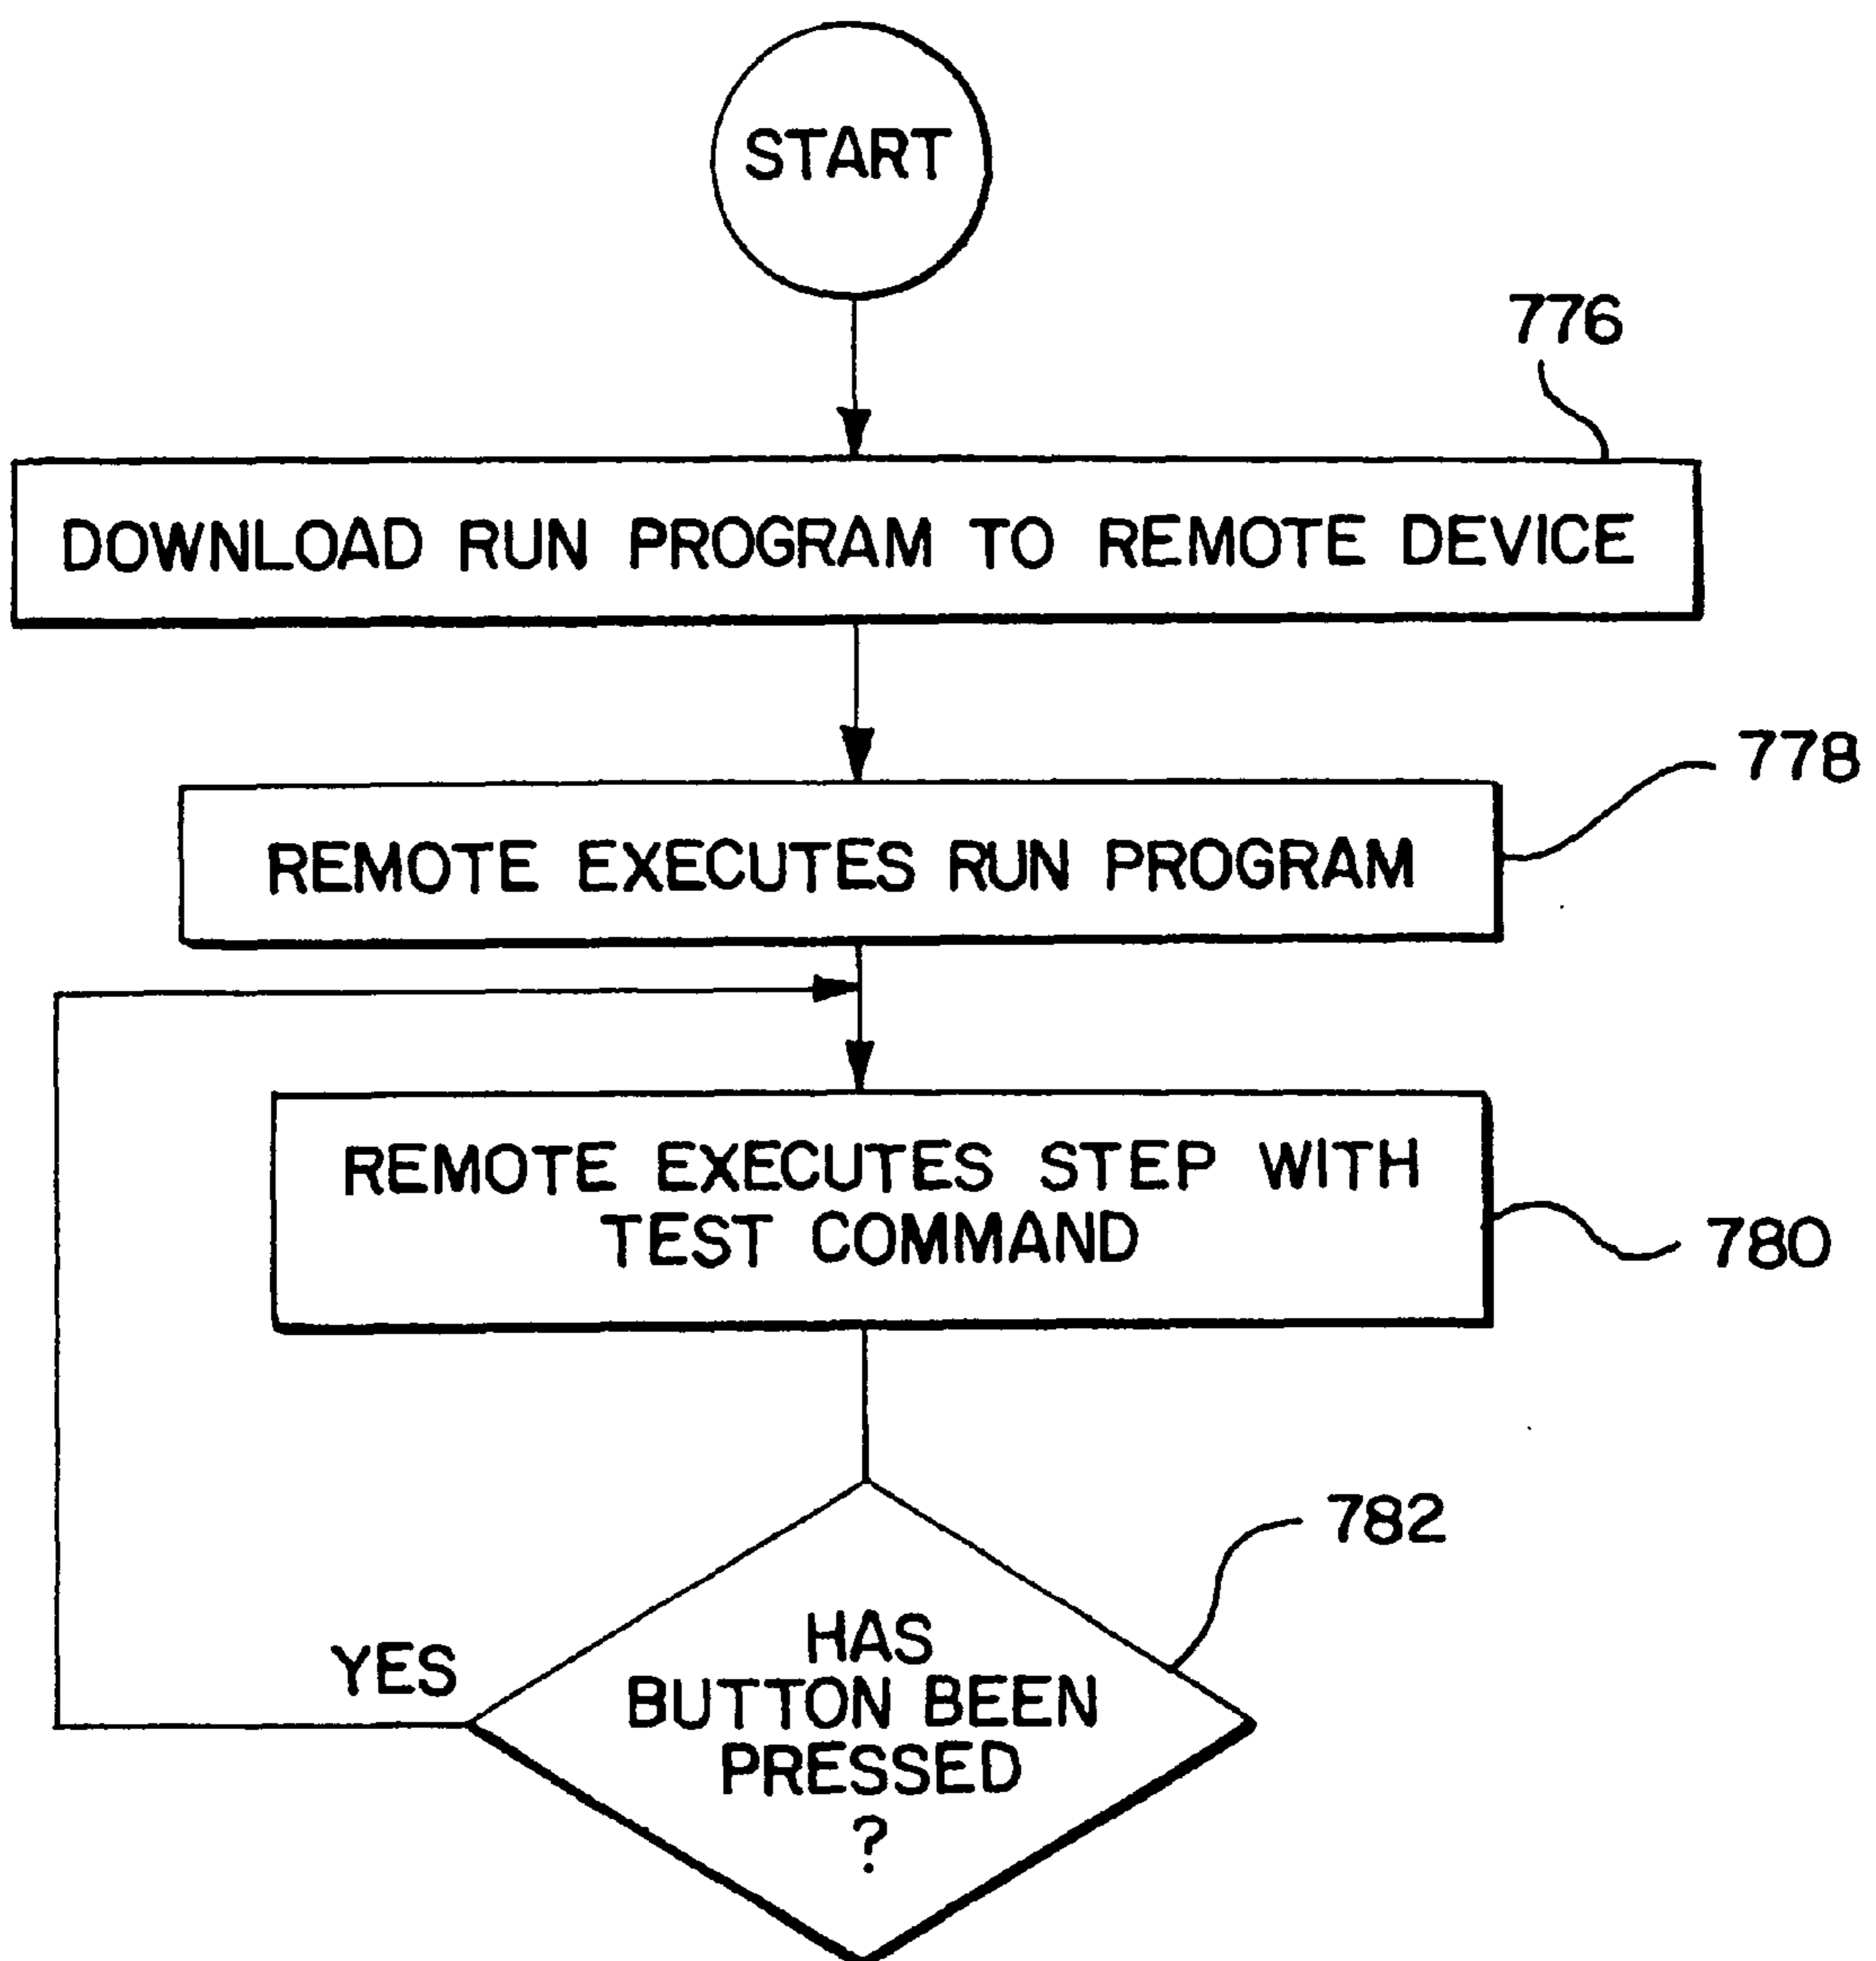 START
776
DOWNLOAD RUN PROGRAM TO REMOTE DEVICE
778
REMOTE EXECUTES RUN PROGRAM
REMOTE EXECUTES STEP WITH
TEST COMMAND
780
782
HAS
BUTTON BEEN
PRESSED
?
YES